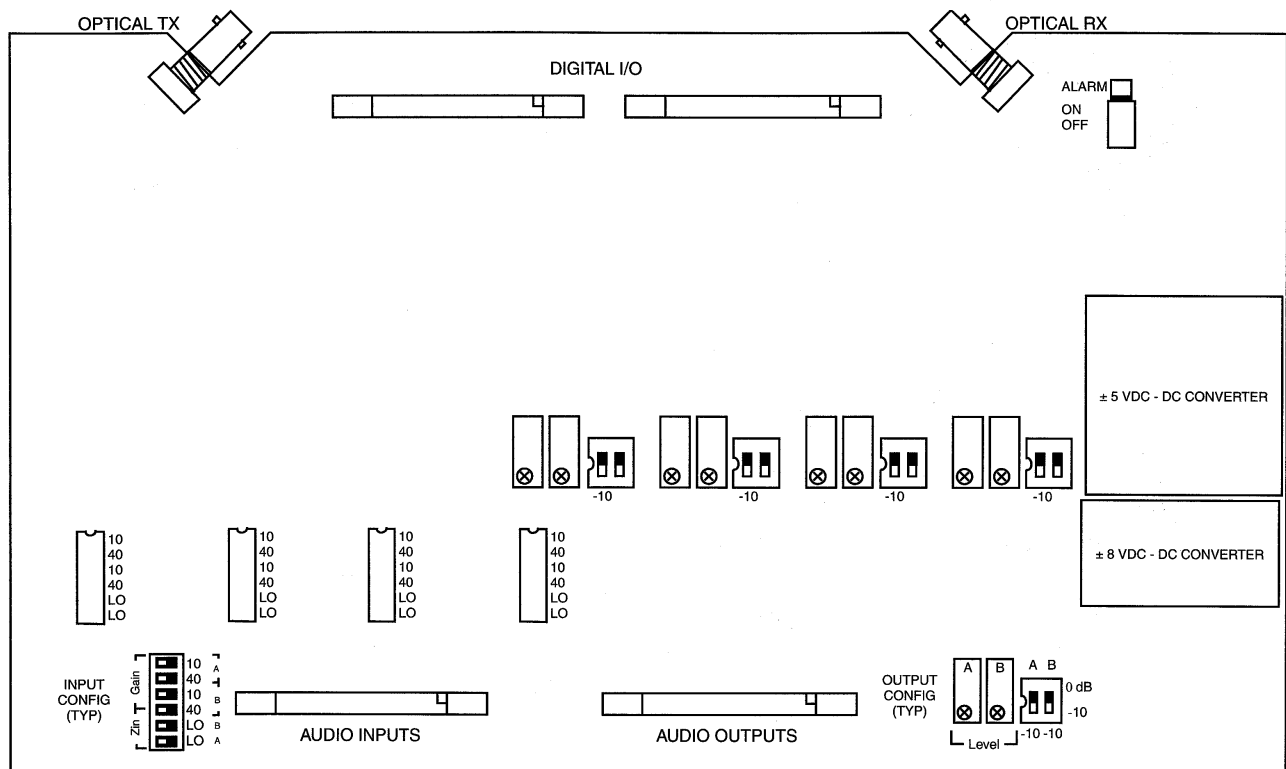 OPTICAL TX
OPTICAL RX
DIGITAL I/O
ALARM
ON
OFF
± 5 VDC - DC CONVERTER
-10
-10
-10
-10
± 8 VDC - DC CONVERTER
10
40
10
40
LO
LO
10
40
10
40
LO
LO
10
40
10
40
LO
LO
10
40
10
40
LO
LO
INPUT
CONFIG
(TYP)
Gain
Zin
10
40
10
40
LO
LO
A
B
B
A
AUDIO INPUTS
AUDIO OUTPUTS
OUTPUT
CONFIG
(TYP)
A B
Level
A B
0 dB
-10
-10 -10